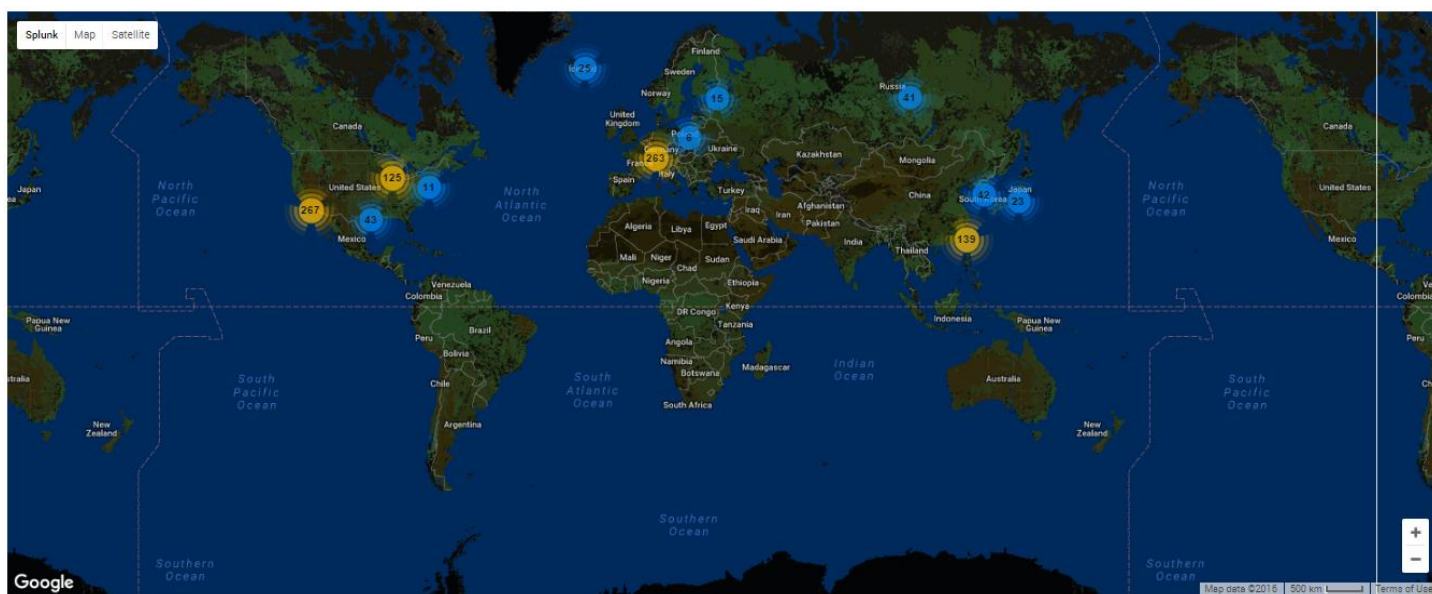 Splunk Map Satellite
Finland
25
Sweden
Russia
15
41
Norway
United
Kingdom
6
Canada
Canada
Ukraine
263
Germany
Kazakhstan
Mongolia
Italy
Spain
125
11
United States
Turkey
China
42
Japan
South Korea
23
Japan
North
Pacific
Ocean
North
Atlantic
Ocean
North
Pacific
Ocean
United States
267
43
Mexico
Iraq
Iran
Afghanistan
Pakistan
Algeria
Libya
Egypt
Saudi Arabia
India
139
Thailand
Mexico
Mali
Niger
Chad
Sudan
Nigeria
Ethiopia
Venezuela
Colombia
Kenya
DR Congo
Tanzania
Indonesia
Papua New
Guinea
Papua New
Guinea
Colombia
Peru
Brazil
Bolivia
Angola
Namibia
Botswana
Madagascar
Indian
Ocean
Peru
Australia
South
Pacific
Ocean
Chile
South
Atlantic
Ocean
South
Pacific
Ocean
South Africa
Argentina
New
Zealand
New
Zealand
Southern
Ocean
Southern
Ocean
Southern
Ocean
+
−
Google
Map data ©2016 500 km Terms of Use